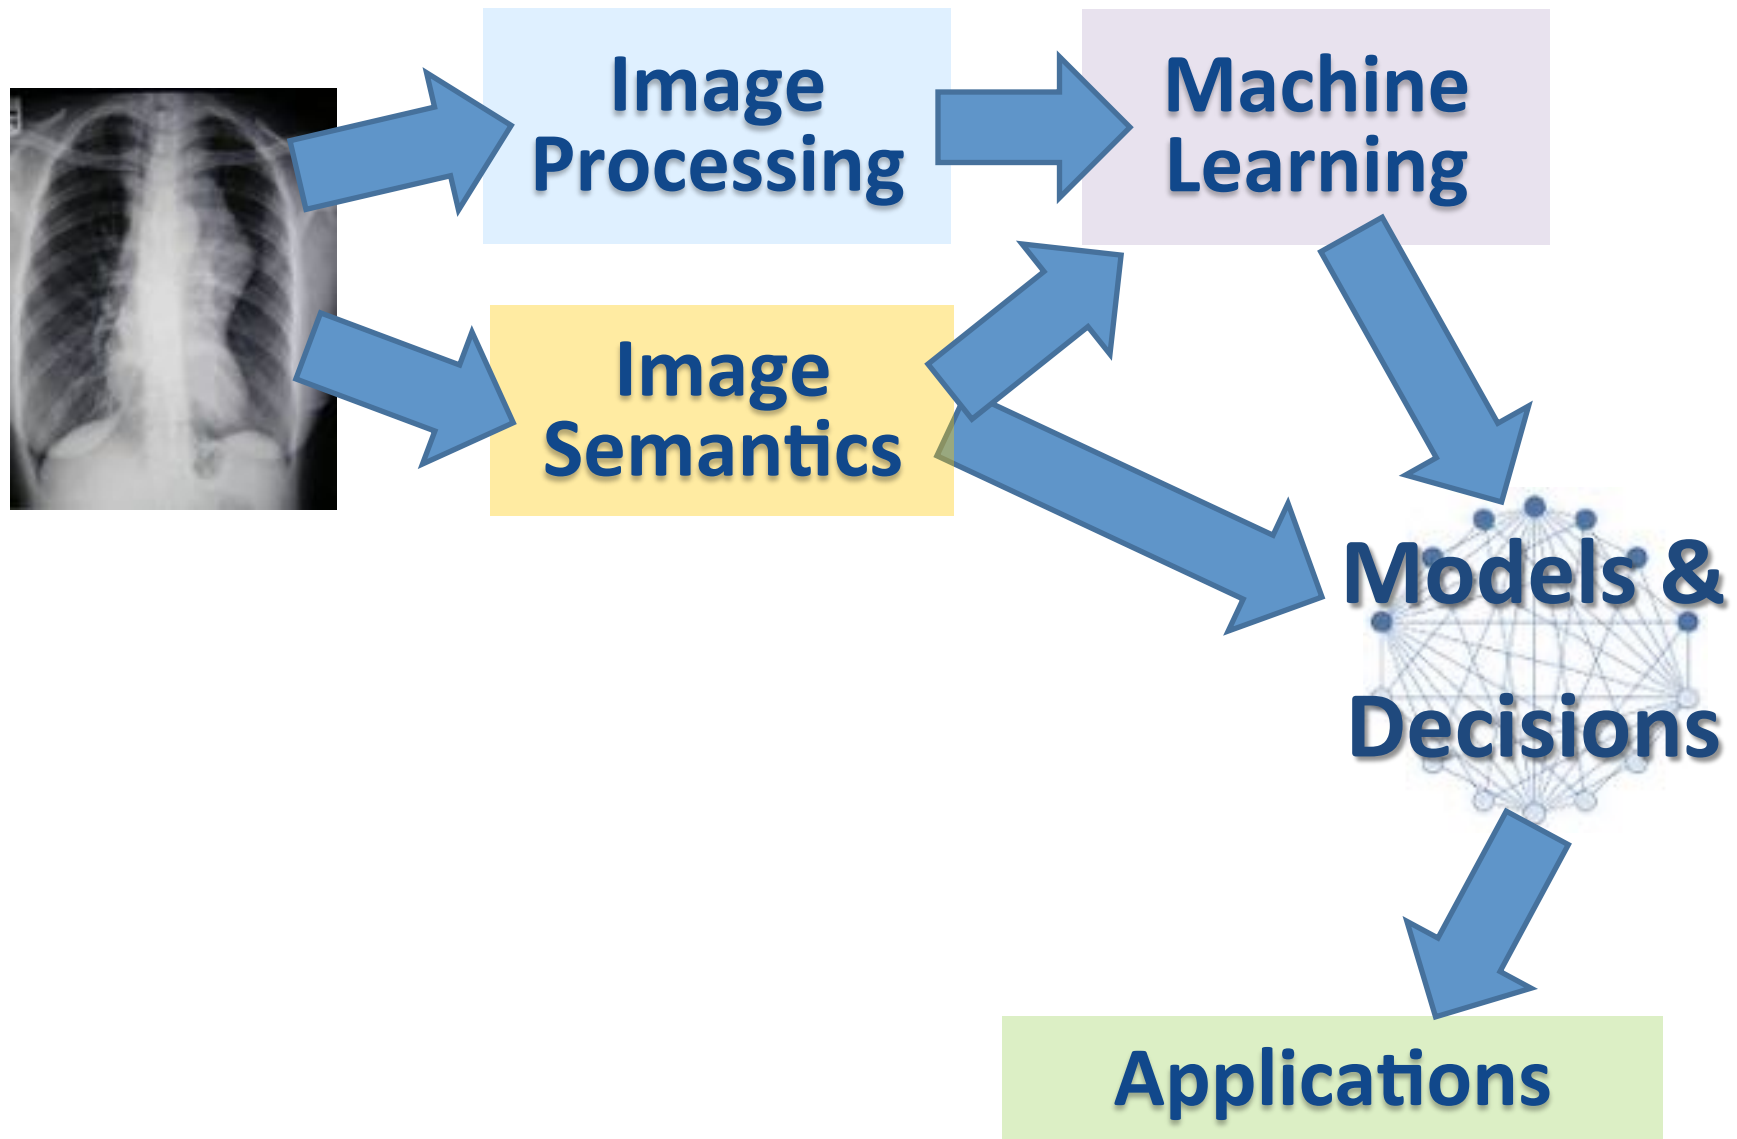 Image
Processing
Machine
Learning
Image
Semantics
Models &
Decisions
Applications